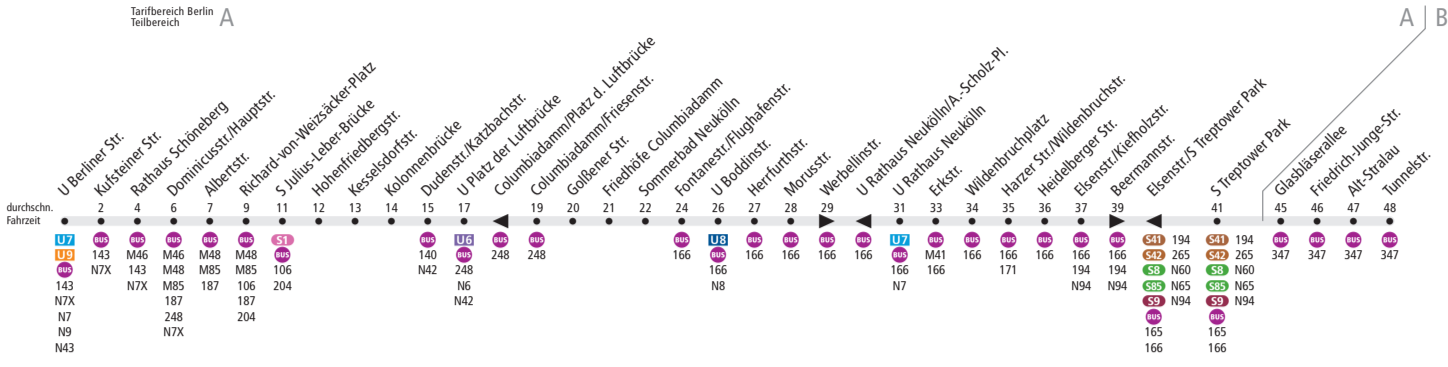 Tarifbereich Berlin
Teilbereich A
A B
U Berliner Str.
Kufsteiner Str.
Rathaus Schöneberg
Dominicusstr./Hauptstr.
Albertstr.
Richard-von-Weizsäcker-Platz
S Julius-Leber-Brücke
Hohenfriedbergstr.
Kesselsdorfstr.
Kolonnenbrücke
Dudenstr./Katzbachstr.
U Platz der Luftbrücke
Columbiadamm/Platz d. Luftbrücke
Columbiadamm/Friesenstr.
Golßener Str.
Friedhöfe Columbiadamm
Sommerbad Neukölln
Fontanestr./Flughafenstr.
U Boddinstr.
Herrfurthstr.
Morusstr.
Werbellinstr.
U Rathaus Neukölln/A.-Scholz-Pl.
U Rathaus Neukölln
Erkstr.
Wildenbruchplatz
Harzer Str./Wildenbruchstr.
Heidelberger Str.
Elsenstr./Kiefholzstr.
Beermannstr.
Elsenstr./S Treptower Park
S Treptower Park
Glasbläserallee
Friedrich-Junge-Str.
Alt-Stralau
Tunnelstr.
durchschn.
Fahrzeit
2 4 6 7 9 11 12 13 14 15 17 19 20 21 22 24 26 27 28 29 31 33 34 35 36 37 39 41 45 46 47 48
U7
U9
BUS
143
N7X
N7
N9
N43
BUS
143
N7X
BUS
M46
143
N7X
BUS
M46
M48
M85
187
248
N7X
BUS
M48
M85
187
BUS
M48
M85
106
187
204
S1
BUS
106
204
BUS
140
N42
U6
BUS
248
N6
N42
BUS
248
BUS
248
BUS
166
U8
BUS
166
N8
BUS
166
BUS
166
BUS
166
BUS
166
U7
BUS
166
N7
BUS
M41
166
BUS
166
BUS
166
171
BUS
166
BUS
166
194
N94
BUS
166
194
N94
S41 194
S42 265
S8 N60
S85 N65
S9 N94
BUS
165
166
S41 194
S42 265
S8 N60
S85 N65
S9 N94
BUS
165
166
BUS
347
BUS
347
BUS
347
BUS
347